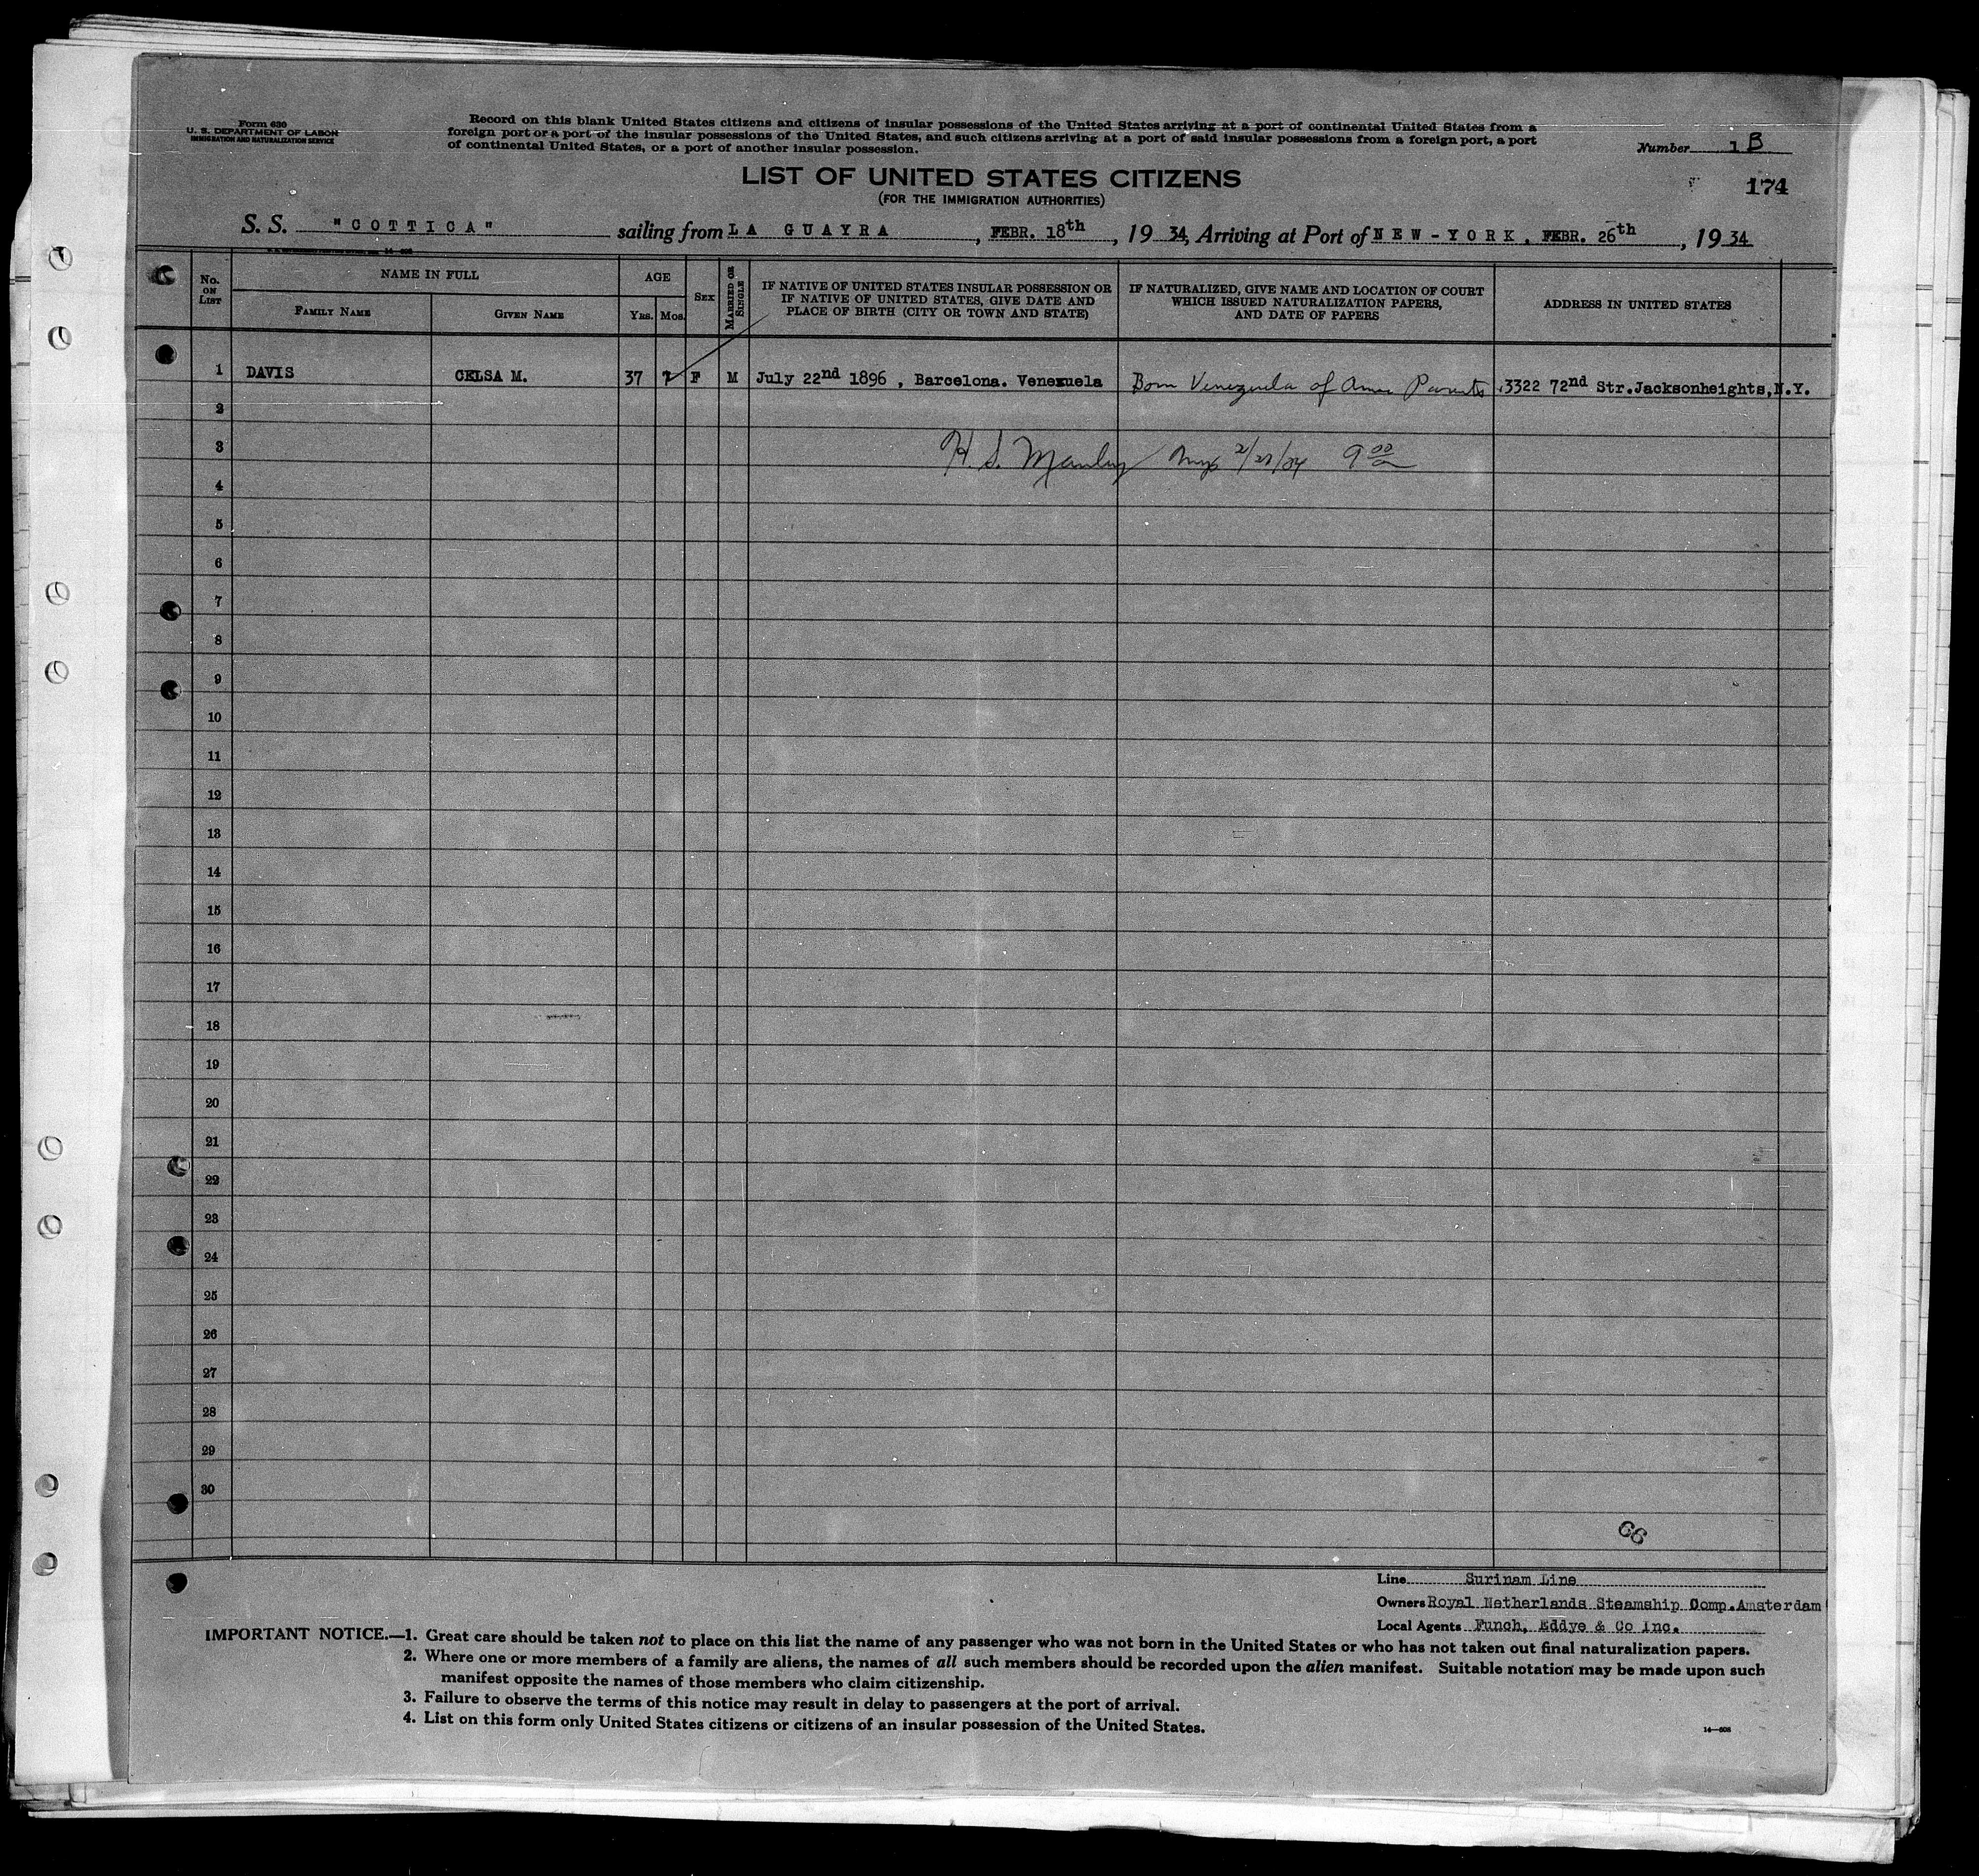 Form 630
U. S. DEPARTMENT OF LABOR
IMMIGRATION AND NATURALIZATION SERVICE
Record on this blank United States citizens and citizens of insular possessions of the United States arriving at a port of continental United States from a
foreign port or a port of the insular possessions of the United States, and such citizens arriving at a port of said insular possessions from a foreign port, a port
of continental United States, or a port of another insular possession.
Number 1 B
LIST OF UNITED STATES CITIZENS
174
(FOR THE IMMIGRATION AUTHORITIES)
S. S. "COTTICA" sailing from LA GUAYRA, FEBR. 18th, 19 34, Arriving at Port of NEW-YORK, FEBR. 26th, 19 34
No. ON LIST
NAME IN FULL
FAMILY NAME
GIVEN NAME
AGE
YRS. MOS.
SEX
MARRIED OR SINGLE
IF NATIVE OF UNITED STATES INSULAR POSSESSION OR
IF NATIVE OF UNITED STATES, GIVE DATE AND
PLACE OF BIRTH (CITY OR TOWN AND STATE)
IF NATURALIZED, GIVE NAME AND LOCATION OF COURT
WHICH ISSUED NATURALIZATION PAPERS,
AND DATE OF PAPERS
ADDRESS IN UNITED STATES
1 DAVIS CELSA M. 37 7 F M July 22nd 1896, Barcelona. Venezuela Born Venezuela of Amer Parents 3322 72nd Str.Jacksonheights,N.Y.
2
3 H. S. Manley 9 00
4
5
6
7
8
9
10
11
12
13
14
15
16
17
18
19
20
21
22
23
24
25
26
27
28
29
30
66
Line Surinam Line
Owners Royal Netherlands Steamship Comp.Amsterdam
Local Agents Funch, Eddye & Co Inc.
IMPORTANT NOTICE.—1. Great care should be taken not to place on this list the name of any passenger who was not born in the United States or who has not taken out final naturalization papers.
2. Where one or more members of a family are aliens, the names of all such members should be recorded upon the alien manifest. Suitable notation may be made upon such
manifest opposite the names of those members who claim citizenship.
3. Failure to observe the terms of this notice may result in delay to passengers at the port of arrival.
4. List on this form only United States citizens or citizens of an insular possession of the United States.
14—608